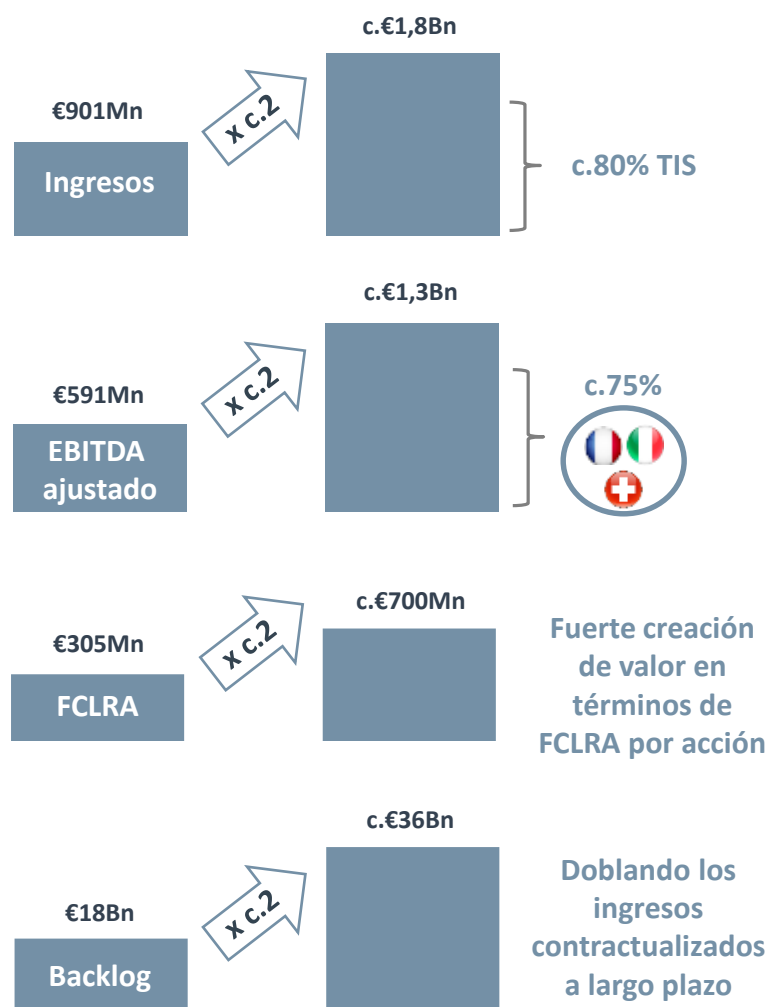 c.€1,8Bn
€901Mn
x c.2
Ingresos
c.80% TIS
c.€1,3Bn
€591Mn
x c.2
c.75%
EBITDA
ajustado
c.€700Mn
€305Mn
x c.2
FCLRA
Fuerte creación
de valor en
términos de
FCLRA por acción
c.€36Bn
€18Bn
x c.2
Backlog
Doblando los
ingresos
contractualizados
a largo plazo